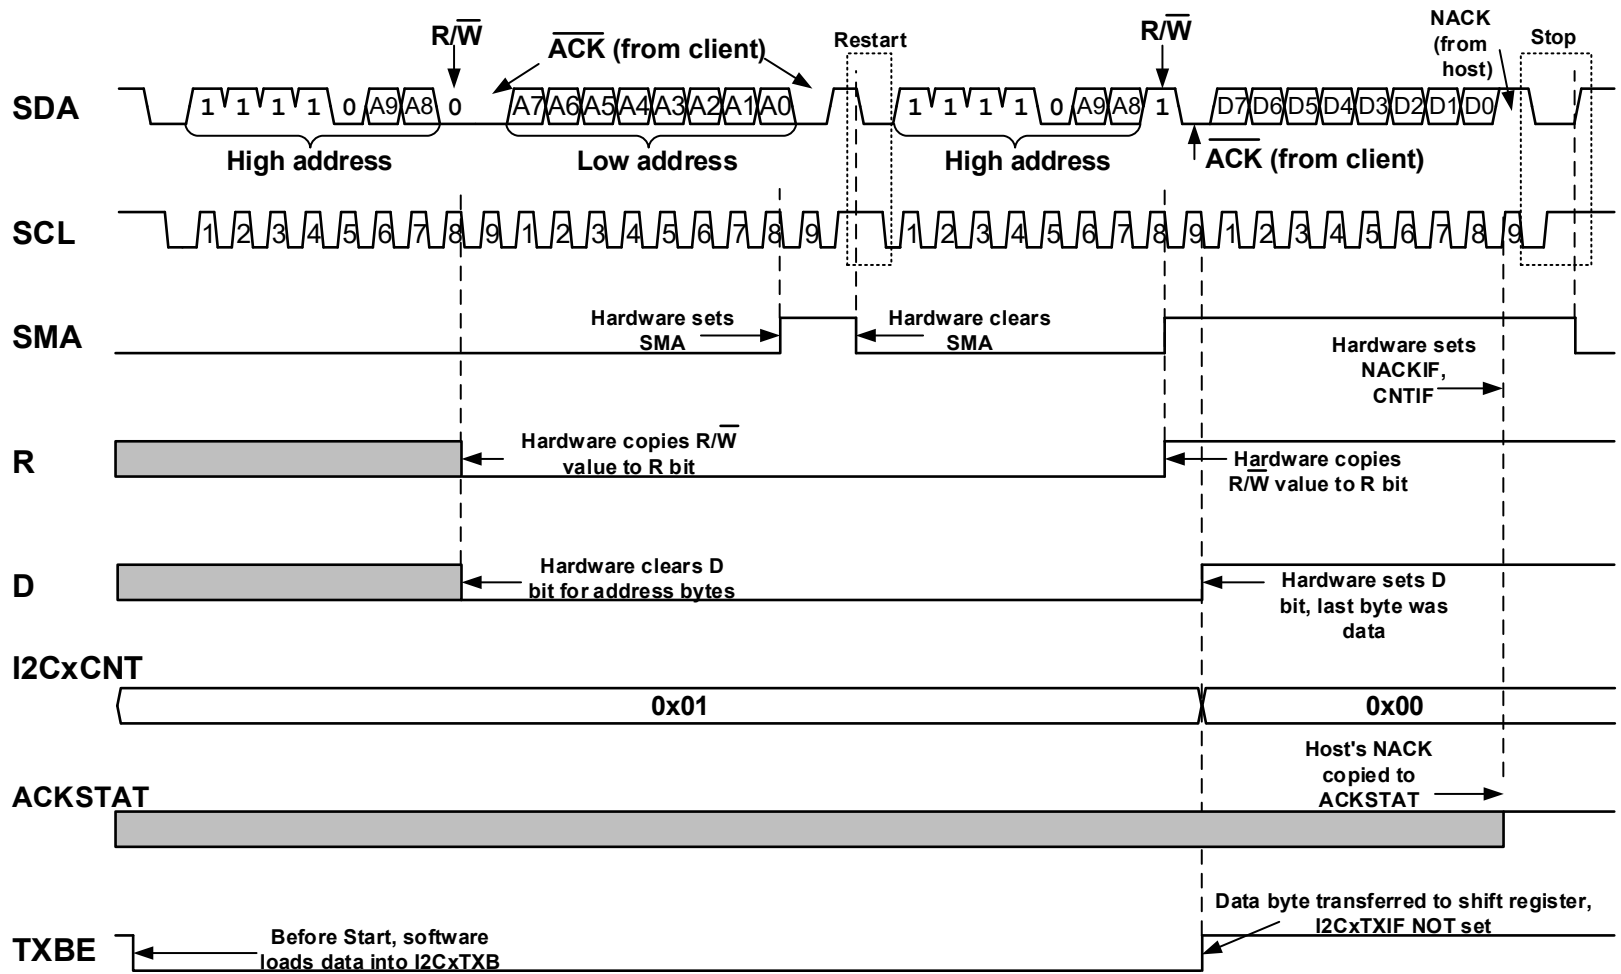 R/W
ACK (from client)
Restart
R/W
NACK
(from
host)
Stop
SDA
1 1 1 1 0 A9 A8 0 A7 A6 A5 A4 A3 A2 A1 A0 1 1 1 1 0 A9 A8 1 D7 D6 D5 D4 D3 D2 D1 D0
High address Low address High address ACK (from client)
SCL
1 2 3 4 5 6 7 8 9 1 2 3 4 5 6 7 8 9 1 2 3 4 5 6 7 8 9 1 2 3 4 5 6 7 8 9
SMA
Hardware sets
SMA
Hardware clears
SMA
Hardware sets
NACKIF,
CNTIF
R
Hardware copies R/W
value to R bit
Hardware copies
R/W value to R bit
D
Hardware clears D
bit for address bytes
Hardware sets D
bit, last byte was
data
I2CxCNT
0x01 0x00
ACKSTAT
Host's NACK
copied to
ACKSTAT
TXBE
Before Start, software
loads data into I2CxTXB
Data byte transferred to shift register,
I2CxTXIF NOT set